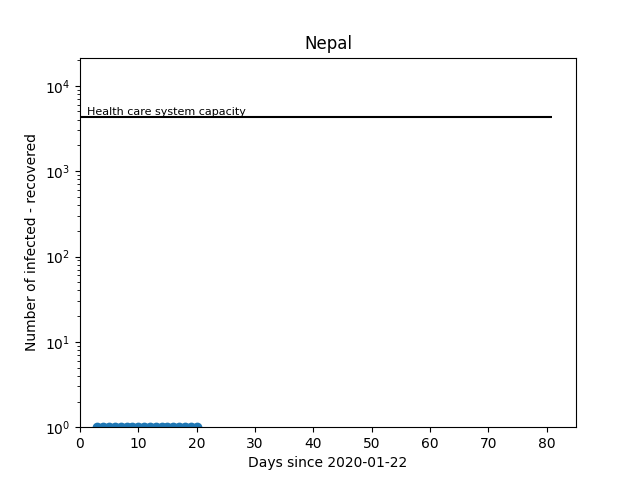 Nepal
10⁴
Health care system capacity
10³
10²
10¹
10⁰
Number of infected - recovered
0 10 20 30 40 50 60 70 80
Days since 2020-01-22